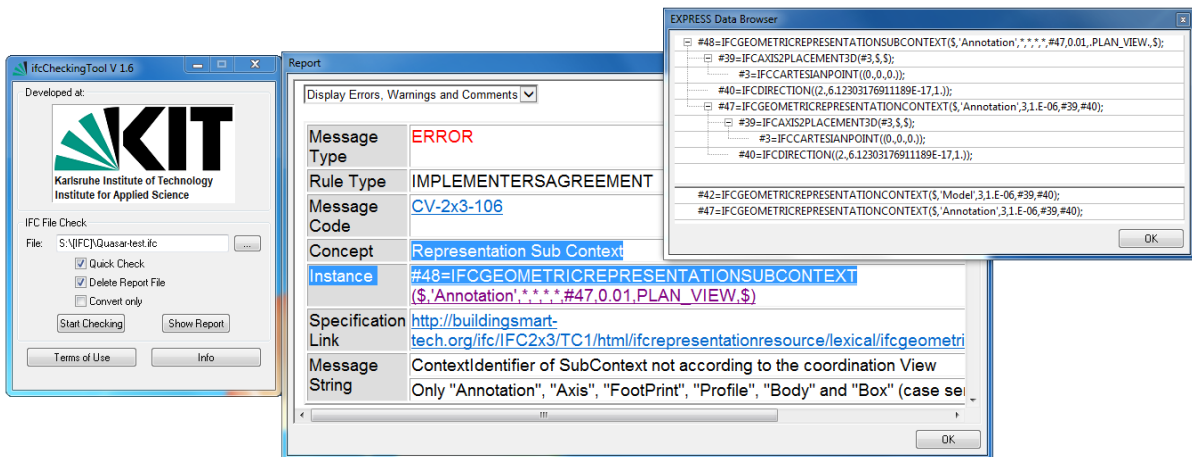 ifcCheckingTool V 1.6
Developed at:
KIT
Karlsruhe Institute of Technology
Institute for Applied Science
IFC File Check
File: S:\[IFC]\Quasar-test.ifc ...
Quick Check
Delete Report File
Convert only
Start Checking Show Report
Terms of Use Info
Report
Display Errors, Warnings and Comments
Message Type ERROR
Rule Type IMPLEMENTERSAGREEMENT
Message Code CV-2x3-106
Concept Representation Sub Context
Instance #48=IFCGEOMETRICREPRESENTATIONSUBCONTEXT
($,'Annotation',*,*,*,*,#47,0.01,PLAN_VIEW,$)
Specification Link http://buildingsmart-
tech.org/ifc/IFC2x3/TC1/html/ifcrepresentationresource/lexical/ifcgeometri
Message String ContextIdentifier of SubContext not according to the coordination View
Only "Annotation", "Axis", "FootPrint", "Profile", "Body" and "Box" (case se
OK
EXPRESS Data Browser
#48=IFCGEOMETRICREPRESENTATIONSUBCONTEXT($,'Annotation',*,*,*,*,#47,0.01,.PLAN_VIEW.,$);
#39=IFCAXIS2PLACEMENT3D(#3,$,$);
#3=IFCCARTESIANPOINT((0.,0.,0.));
#40=IFCDIRECTION((2.,6.12303176911189E-17,1.));
#47=IFCGEOMETRICREPRESENTATIONCONTEXT($,'Annotation',3,1.E-06,#39,#40);
#39=IFCAXIS2PLACEMENT3D(#3,$,$);
#3=IFCCARTESIANPOINT((0.,0.,0.));
#40=IFCDIRECTION((2.,6.12303176911189E-17,1.));
#42=IFCGEOMETRICREPRESENTATIONCONTEXT($,'Model',3,1.E-06,#39,#40);
#47=IFCGEOMETRICREPRESENTATIONCONTEXT($,'Annotation',3,1.E-06,#39,#40);
OK